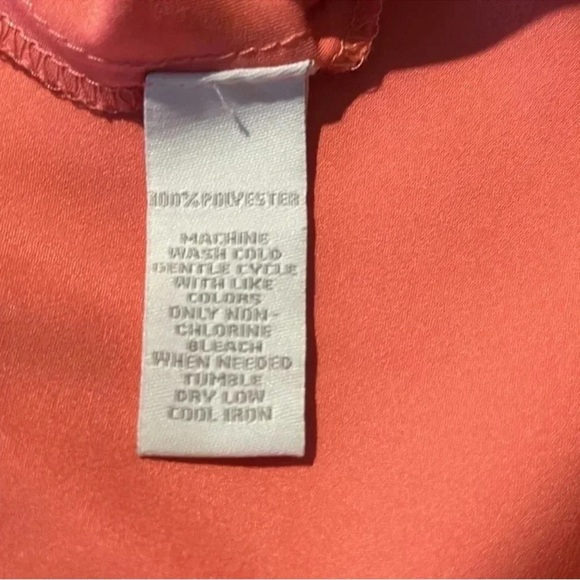 100% POLYESTER
MACHINE
WASH COLD
GENTLE CYCLE
WITH LIKE
COLORS
ONLY NON-
CHLORINE
BLEACH
WHEN NEEDED
TUMBLE
DRY LOW
COOL IRON